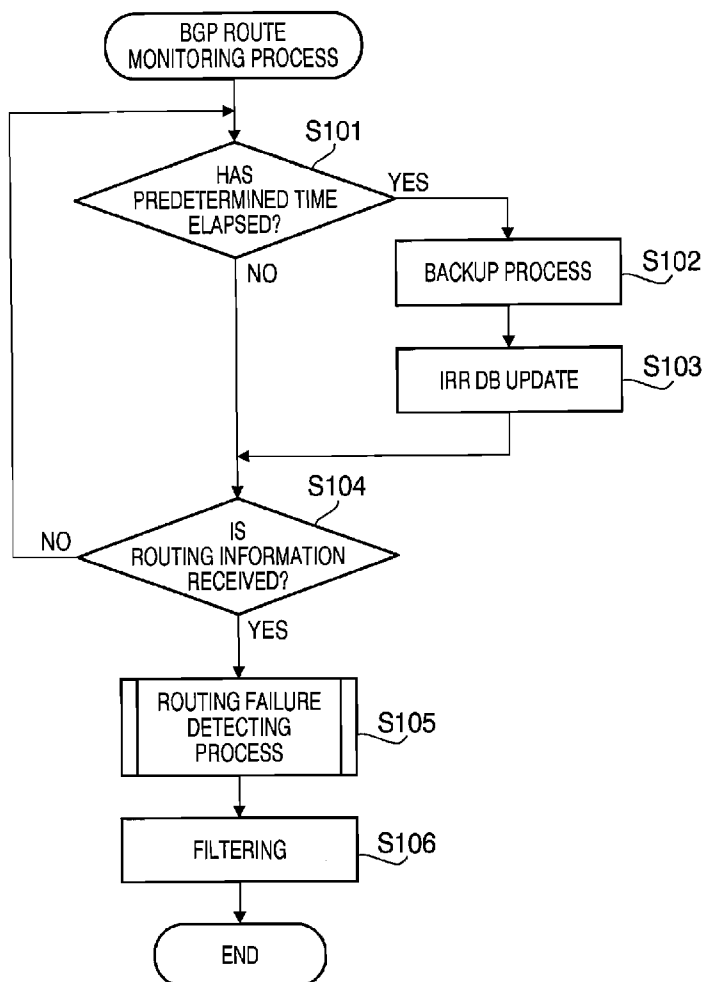 BGP ROUTE
MONITORING PROCESS
S101
HAS
PREDETERMINED TIME
ELAPSED?
YES
NO
BACKUP PROCESS
S102
IRR DB UPDATE
S103
S104
IS
ROUTING INFORMATION
RECEIVED?
NO
YES
ROUTING FAILURE
DETECTING
PROCESS
S105
FILTERING
S106
END